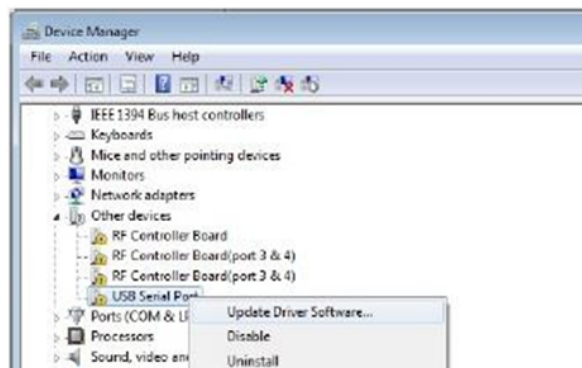 Device Manager
File Action View Help
IEEE 1394 Bus host controllers
Keyboards
Mice and other pointing devices
Monitors
Network adapters
Other devices
RF Controller Board
RF Controller Board(port 3 & 4)
RF Controller Board(port 3 & 4)
USB Serial Port
Update Driver Software...
Ports (COM &
Disable
Processors
Sound, video
Uninstall